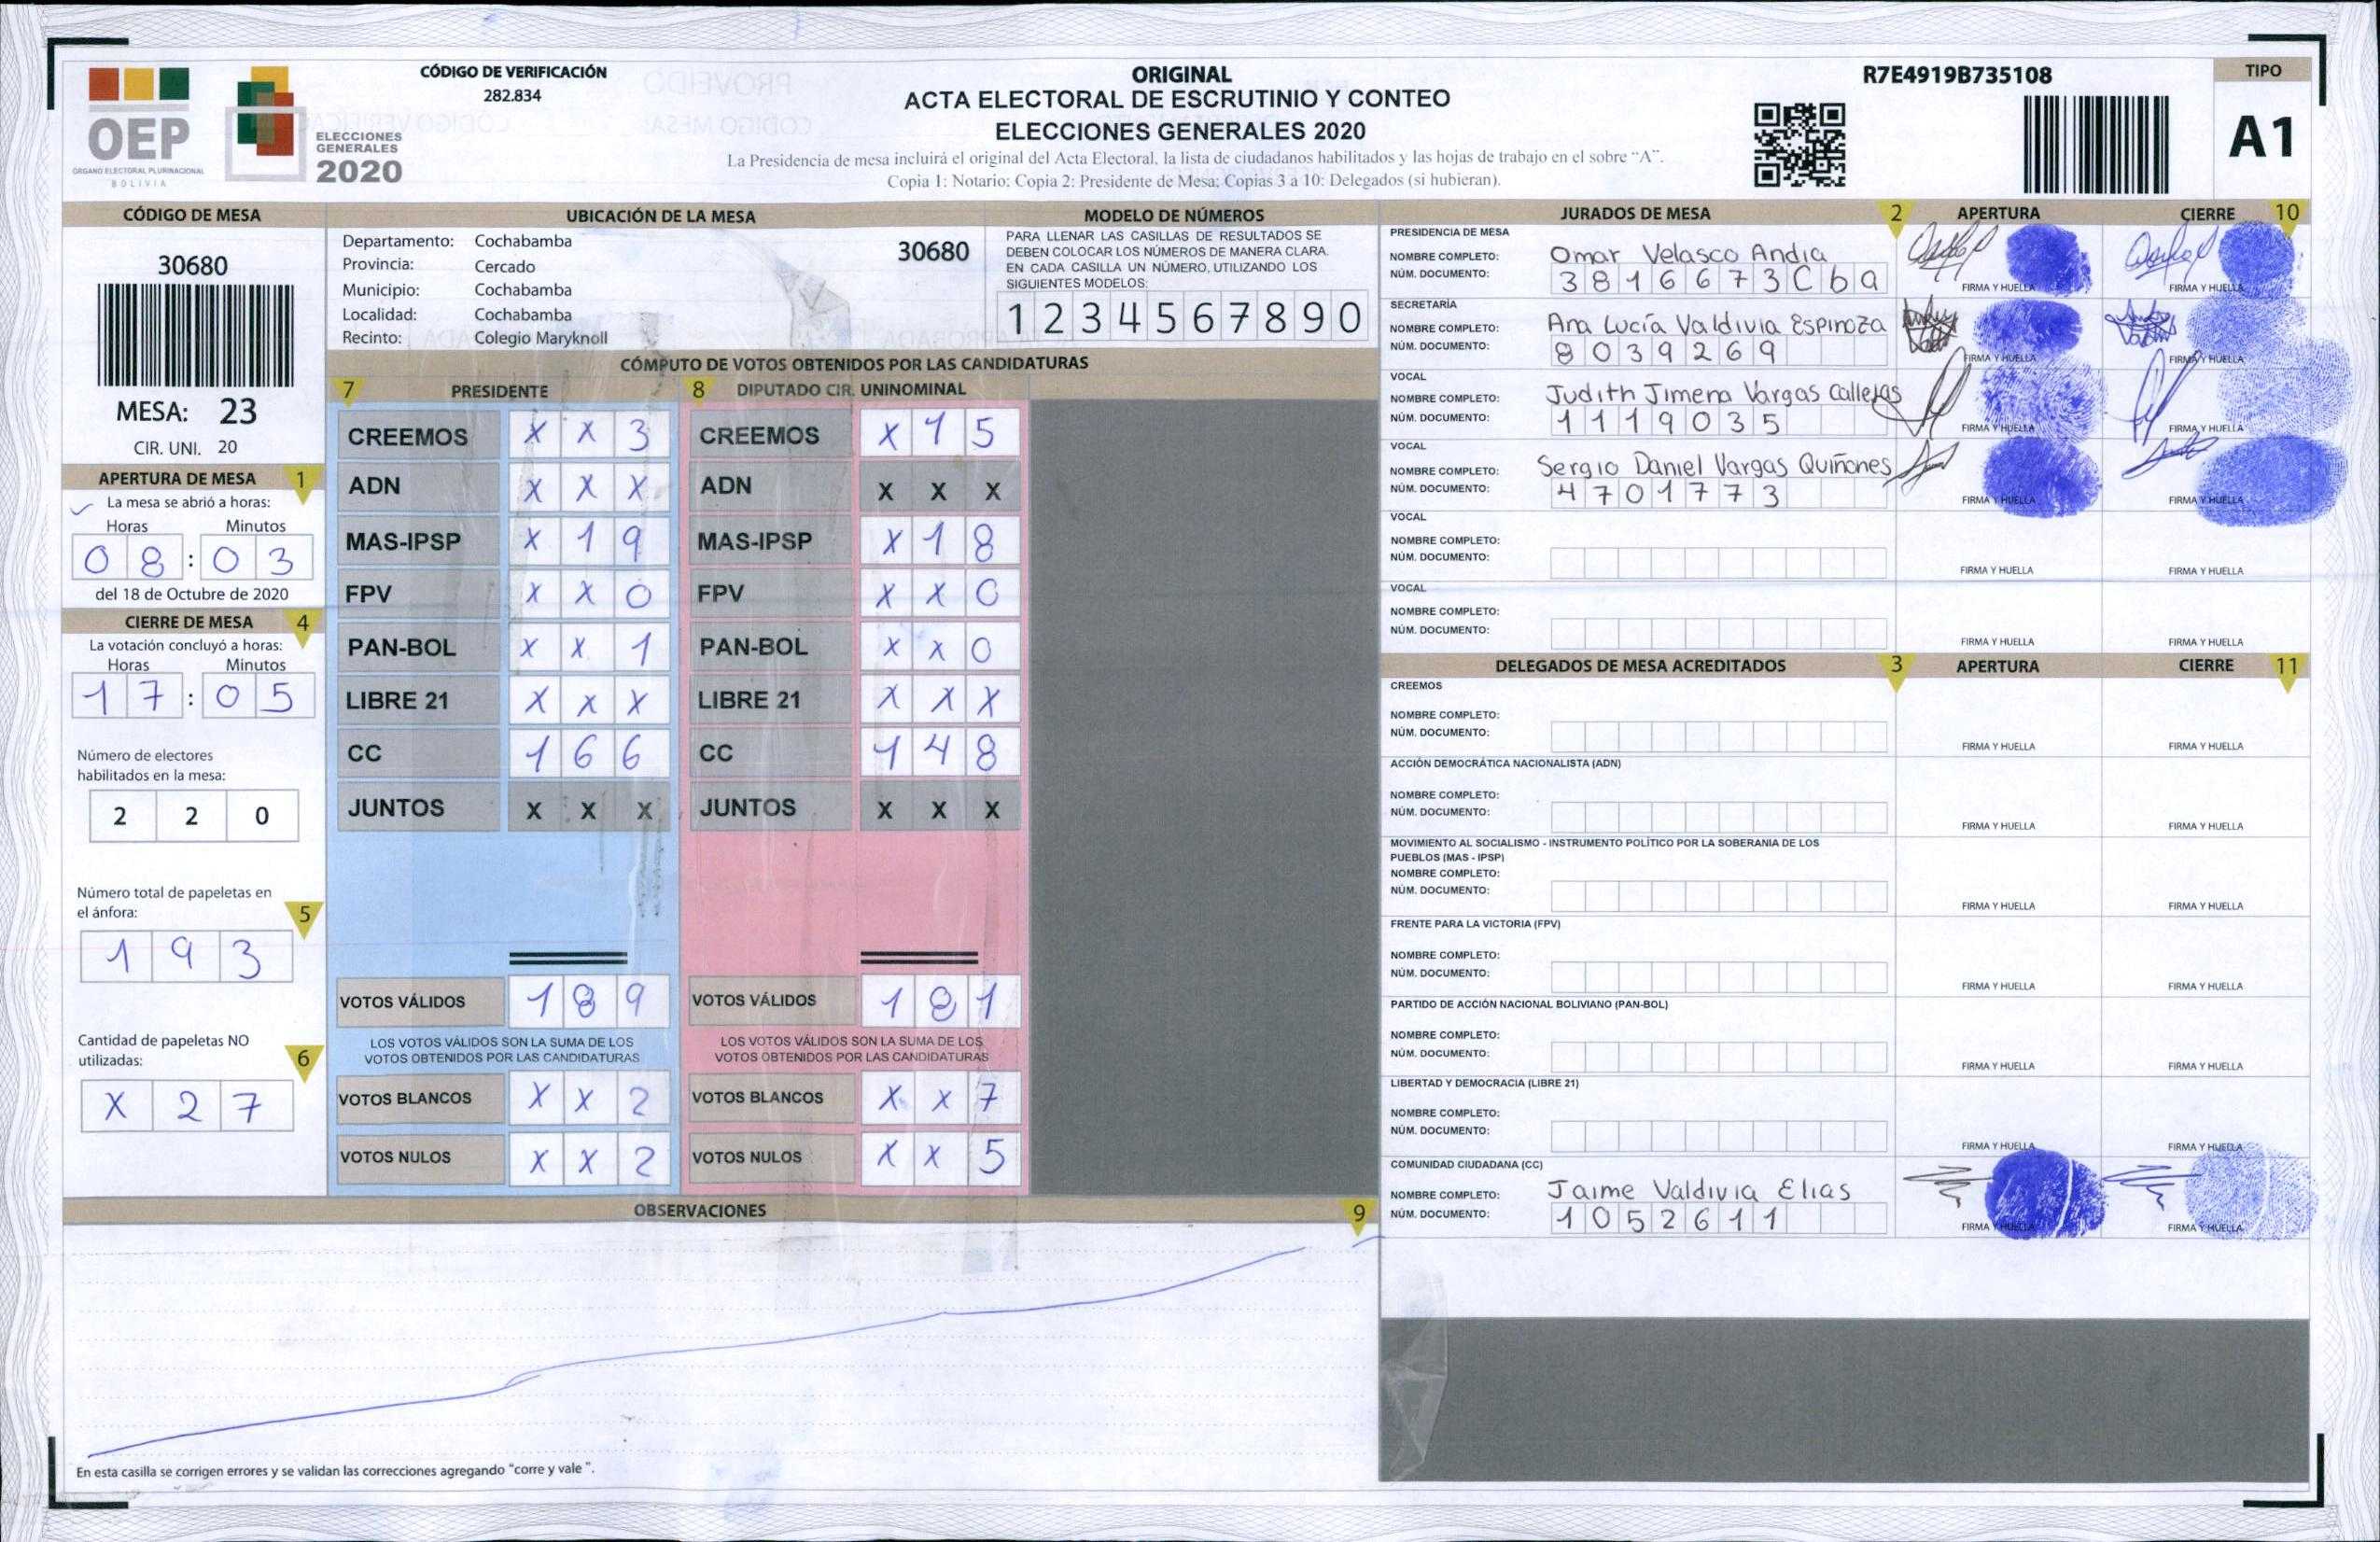 OEP
ÓRGANO ELECTORAL PLURINACIONAL
BOLIVIA
ELECCIONES
GENERALES
2020
CÓDIGO DE VERIFICACIÓN
282.834
ORIGINAL
ACTA ELECTORAL DE ESCRUTINIO Y CONTEO
ELECCIONES GENERALES 2020
La Presidencia de mesa incluirá el original del Acta Electoral, la lista de ciudadanos habilitados y las hojas de trabajo en el sobre “A”.
Copia 1: Notario; Copia 2: Presidente de Mesa; Copias 3 a 10: Delegados (si hubieran).
R7E4919B735108
TIPO
A1
CÓDIGO DE MESA
30680
MESA: 23
CIR. UNI. 20
APERTURA DE MESA 1
La mesa se abrió a horas:
Horas Minutos
0 8 : 0 3
del 18 de Octubre de 2020
CIERRE DE MESA 4
La votación concluyó a horas:
Horas Minutos
1 7 : 0 5
Número de electores
habilitados en la mesa:
2 2 0
Número total de papeletas en
el ánfora: 5
1 9 3
Cantidad de papeletas NO
utilizadas: 6
X 2 7
UBICACIÓN DE LA MESA
Departamento: Cochabamba 30680
Provincia: Cercado
Municipio: Cochabamba
Localidad: Cochabamba
Recinto: Colegio Maryknoll
MODELO DE NÚMEROS
PARA LLENAR LAS CASILLAS DE RESULTADOS SE
DEBEN COLOCAR LOS NÚMEROS DE MANERA CLARA.
EN CADA CASILLA UN NÚMERO, UTILIZANDO LOS
SIGUIENTES MODELOS:
1 2 3 4 5 6 7 8 9 0
CÓMPUTO DE VOTOS OBTENIDOS POR LAS CANDIDATURAS
7 PRESIDENTE 8 DIPUTADO CIR. UNINOMINAL
CREEMOS X X 3 CREEMOS X 1 5
ADN X X X ADN X X X
MAS-IPSP X 1 9 MAS-IPSP X 1 8
FPV X X 0 FPV X X 0
PAN-BOL X X 1 PAN-BOL X X 0
LIBRE 21 X X X LIBRE 21 X X X
CC 1 6 6 CC 1 4 8
JUNTOS X X X JUNTOS X X X
VOTOS VÁLIDOS 1 8 9 VOTOS VÁLIDOS 1 8 1
LOS VOTOS VÁLIDOS SON LA SUMA DE LOS LOS VOTOS VÁLIDOS SON LA SUMA DE LOS
VOTOS OBTENIDOS POR LAS CANDIDATURAS VOTOS OBTENIDOS POR LAS CANDIDATURAS
VOTOS BLANCOS X X 2 VOTOS BLANCOS X X 7
VOTOS NULOS X X 2 VOTOS NULOS X X 5
OBSERVACIONES 9
En esta casilla se corrigen errores y se validan las correcciones agregando “corre y vale ”.
JURADOS DE MESA 2 APERTURA CIERRE 10
PRESIDENCIA DE MESA
NOMBRE COMPLETO: Omar Velasco Andia
NÚM. DOCUMENTO: 3 8 1 6 6 7 3 C b a
FIRMA Y HUELLA FIRMA Y HUELLA
SECRETARÍA
NOMBRE COMPLETO: Ana Lucía Valdivia Espinoza
NÚM. DOCUMENTO: 8 0 3 9 2 6 9
FIRMA Y HUELLA FIRMA Y HUELLA
VOCAL
NOMBRE COMPLETO: Judith Jimena Vargas Callejas
NÚM. DOCUMENTO: 1 1 1 9 0 3 5
FIRMA Y HUELLA FIRMA Y HUELLA
VOCAL
NOMBRE COMPLETO: Sergio Daniel Vargas Quiñones
NÚM. DOCUMENTO: 4 7 0 1 7 7 3
FIRMA Y HUELLA FIRMA Y HUELLA
VOCAL
NOMBRE COMPLETO:
NÚM. DOCUMENTO:
FIRMA Y HUELLA FIRMA Y HUELLA
VOCAL
NOMBRE COMPLETO:
NÚM. DOCUMENTO:
FIRMA Y HUELLA FIRMA Y HUELLA
DELEGADOS DE MESA ACREDITADOS 3 APERTURA CIERRE 11
CREEMOS
NOMBRE COMPLETO:
NÚM. DOCUMENTO:
FIRMA Y HUELLA FIRMA Y HUELLA
ACCIÓN DEMOCRÁTICA NACIONALISTA (ADN)
NOMBRE COMPLETO:
NÚM. DOCUMENTO:
FIRMA Y HUELLA FIRMA Y HUELLA
MOVIMIENTO AL SOCIALISMO - INSTRUMENTO POLÍTICO POR LA SOBERANIA DE LOS
PUEBLOS (MAS - IPSP)
NOMBRE COMPLETO:
NÚM. DOCUMENTO:
FIRMA Y HUELLA FIRMA Y HUELLA
FRENTE PARA LA VICTORIA (FPV)
NOMBRE COMPLETO:
NÚM. DOCUMENTO:
FIRMA Y HUELLA FIRMA Y HUELLA
PARTIDO DE ACCIÓN NACIONAL BOLIVIANO (PAN-BOL)
NOMBRE COMPLETO:
NÚM. DOCUMENTO:
FIRMA Y HUELLA FIRMA Y HUELLA
LIBERTAD Y DEMOCRACIA (LIBRE 21)
NOMBRE COMPLETO:
NÚM. DOCUMENTO:
FIRMA Y HUELLA FIRMA Y HUELLA
COMUNIDAD CIUDADANA (CC)
NOMBRE COMPLETO: Jaime Valdivia Elias
NÚM. DOCUMENTO: 1 0 5 2 6 1 1
FIRMA Y HUELLA FIRMA Y HUELLA